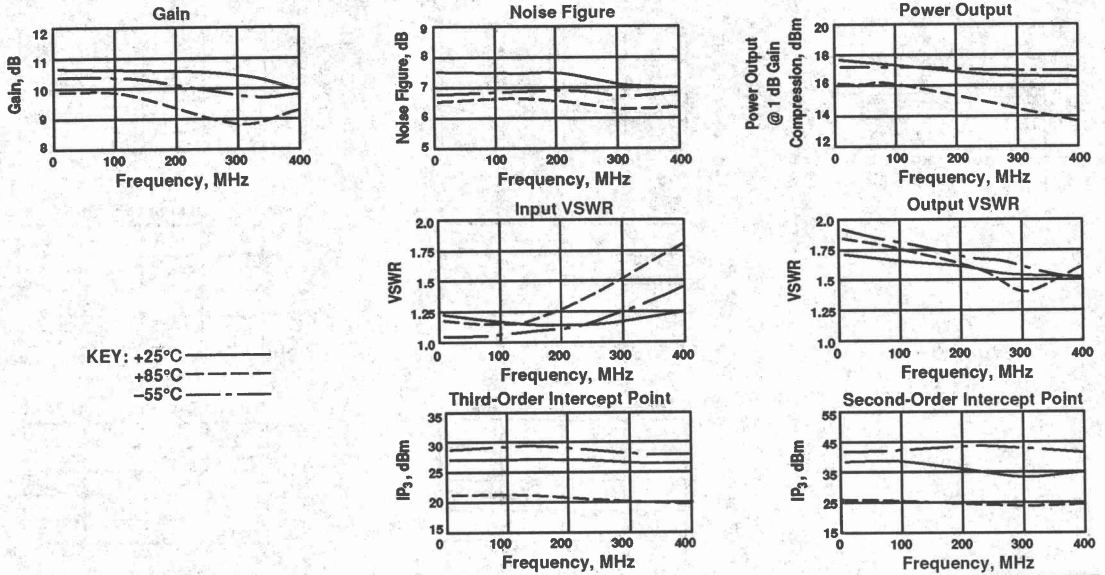 Gain
Gain, dB
12
11
10
9
8
0
100
200
300
400
Frequency, MHz
Noise Figure
Noise Figure, dB
9
8
7
6
5
0
100
200
300
400
Frequency, MHz
Power Output
Power Output
@ 1 dB Gain
Compression, dBm
20
18
16
14
12
0
100
200
300
400
Frequency, MHz
Input VSWR
VSWR
2.0
1.75
1.5
1.25
1.0
0
100
200
300
400
Frequency, MHz
Output VSWR
VSWR
2.0
1.75
1.5
1.25
1.0
0
100
200
300
400
Frequency, MHz
KEY: +25°C
+85°C
–55°C
Third-Order Intercept Point
IP3, dBm
35
30
25
20
15
0
100
200
300
400
Frequency, MHz
Second-Order Intercept Point
IP3, dBm
55
45
35
25
15
0
100
200
300
400
Frequency, MHz